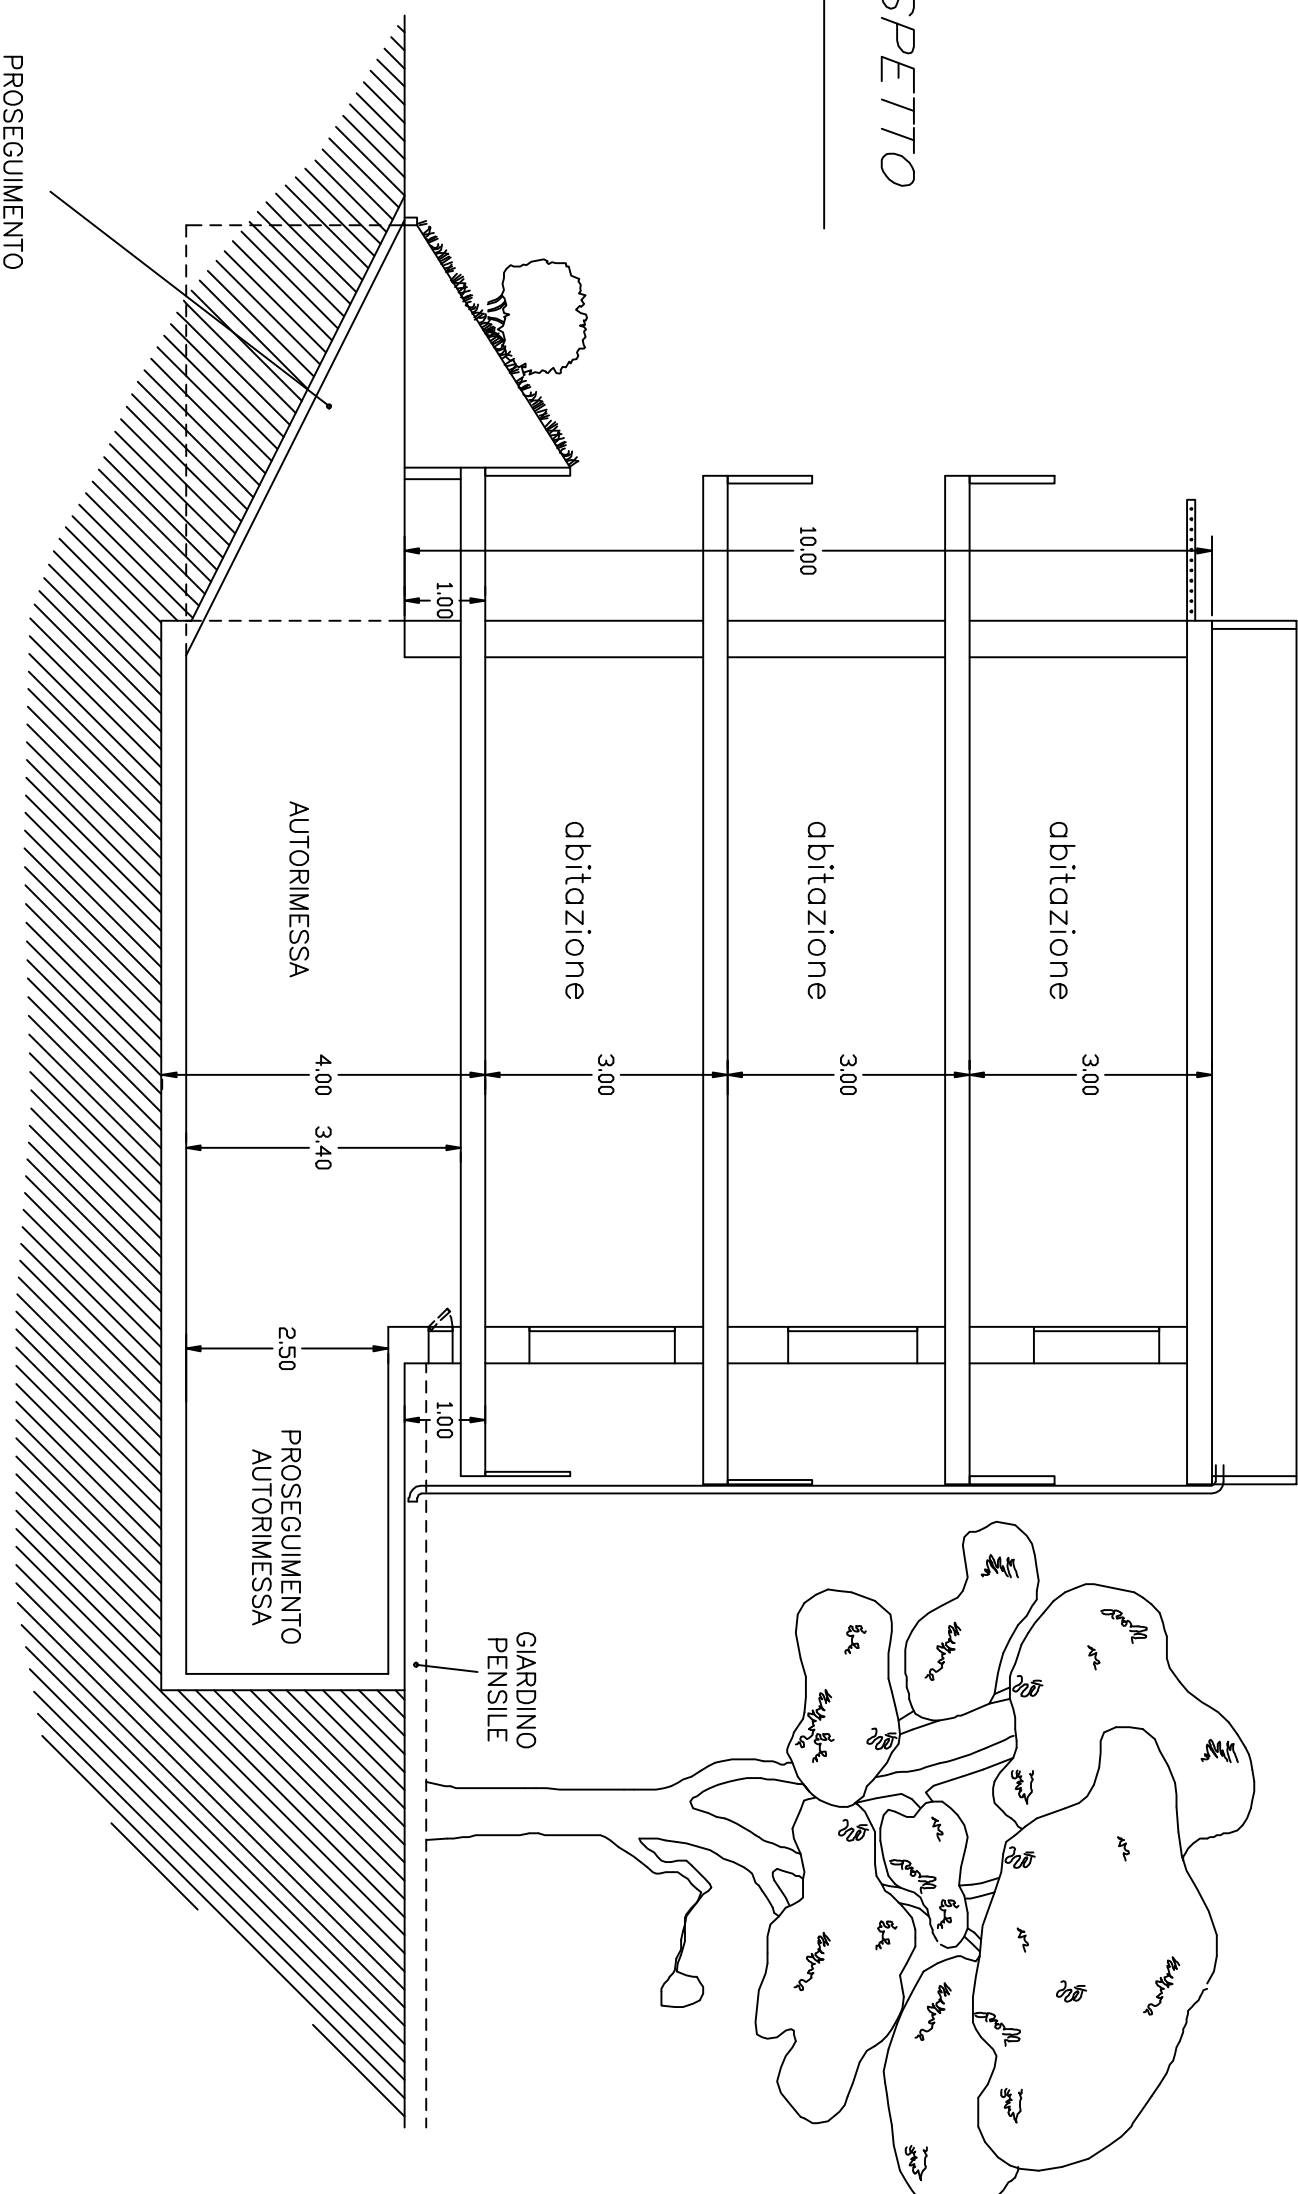 SPETTO
abitazione
3.00
abitazione
3.00
abitazione
3.00
10.00
1.00
1.00
AUTORIMESSA
4.00
3.40
2.50
PROSEGUIMENTO
AUTORIMESSA
GIARDINO
PENSILE
PROSEGUIMENTO